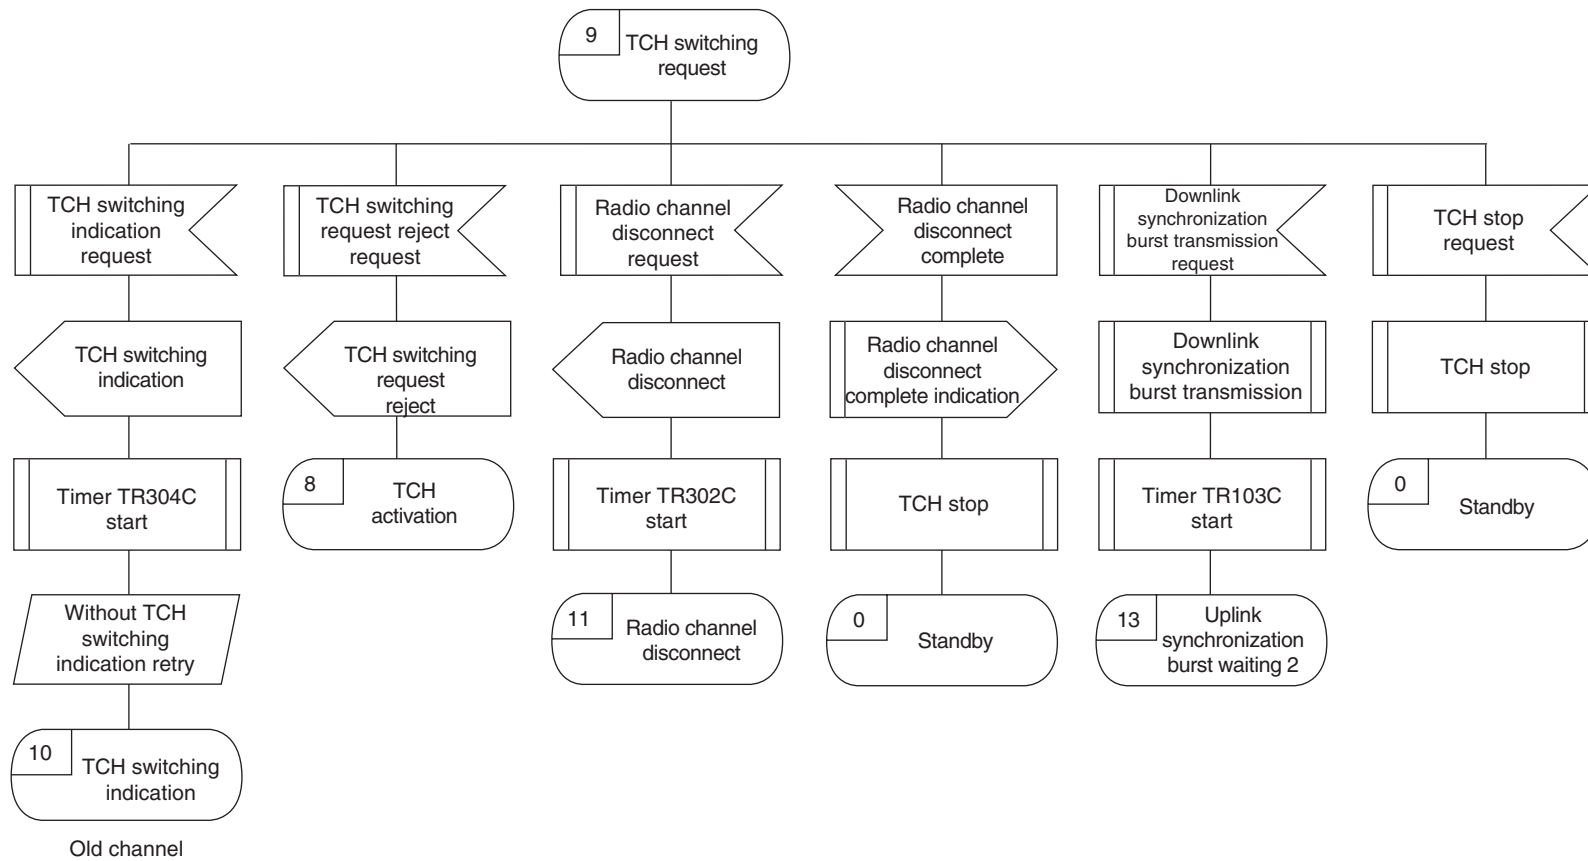 9
TCH switching
request
TCH switching
indication
request
TCH switching
request reject
request
Radio channel
disconnect
request
Radio channel
disconnect
complete
Downlink
synchronization
burst transmission
request
TCH stop
request
TCH switching
indication
TCH switching
request
reject
Radio channel
disconnect
Radio channel
disconnect
complete indication
Downlink
synchronization
burst transmission
TCH stop
Timer TR304C
start
8
TCH
activation
Timer TR302C
start
TCH stop
Timer TR103C
start
0
Standby
Without TCH
switching
indication retry
11
Radio channel
disconnect
0
Standby
13
Uplink
synchronization
burst waiting 2
10
TCH switching
indication
Old channel